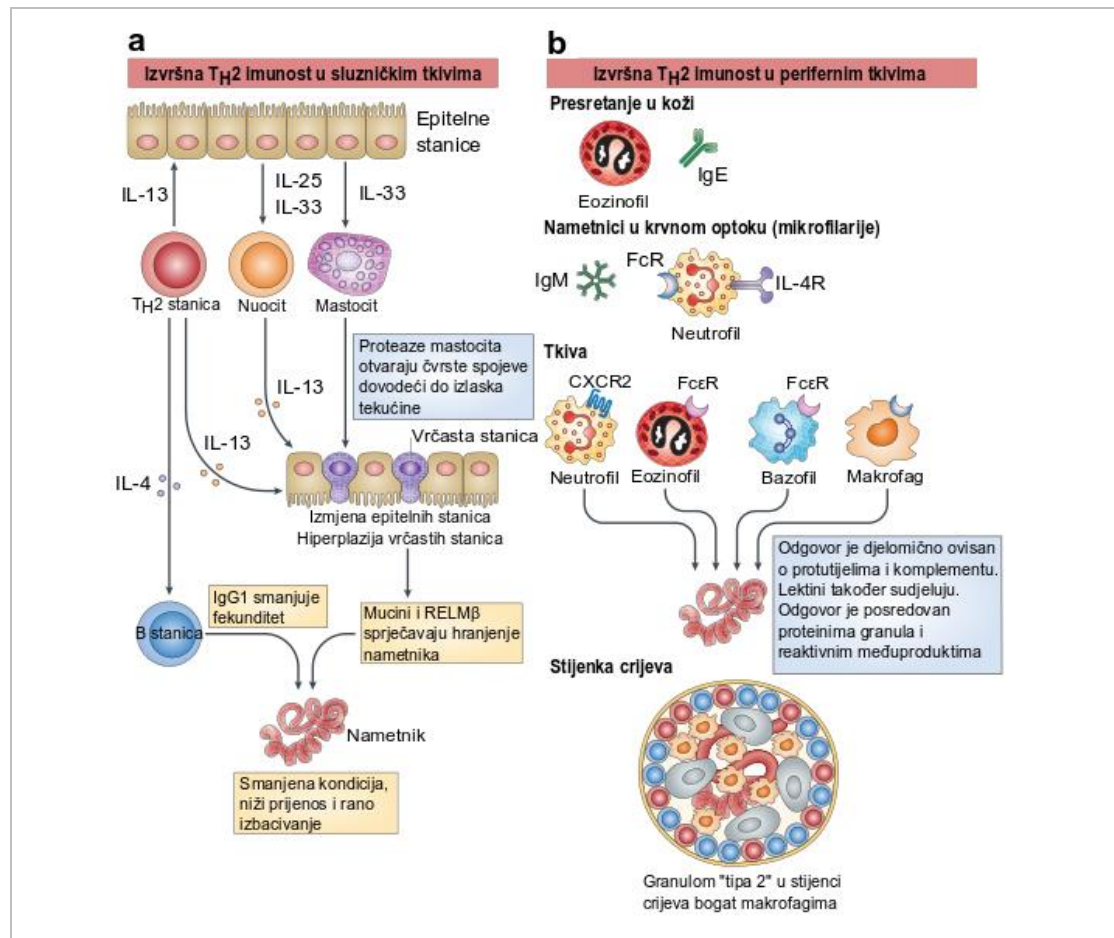 a
Izvršna TH2 imunost u sluzničkim tkivima
Epitelne
stanice
IL-13
IL-25
IL-33
IL-33
TH2 stanica
Nuocit
Mastocit
Proteaze mastocita
otvaraju čvrste spojeve
dovodeći do izlaska
tekućine
IL-13
Vrčasta stanica
IL-13
IL-4
Izmjena epitelnih stanica
Hiperplazija vrčastih stanica
IgG1 smanjuje
fekunditet
Mucini i RELMβ
sprječavaju hranjenje
nametnika
B stanica
Nametnik
Smanjena kondicija,
niži prijenos i rano
izbacivanje
b
Izvršna TH2 imunost u perifernim tkivima
Presretanje u koži
Eozinofil
IgE
Nametnici u krvnom optoku (mikrofilarije)
IgM
FcR
IL-4R
Neutrofil
Tkiva
CXCR2
FcεR
FcεR
Neutrofil
Eozinofil
Bazofil
Makrofag
Odgovor je djelomično ovisan
o protutijelima i komplementu.
Lektini također sudjeluju.
Odgovor je posredovan
proteinima granula i
reaktivnim međuproduktima
Stijenka crijeva
Granulom "tipa 2" u stijenci
crijeva bogat makrofagima